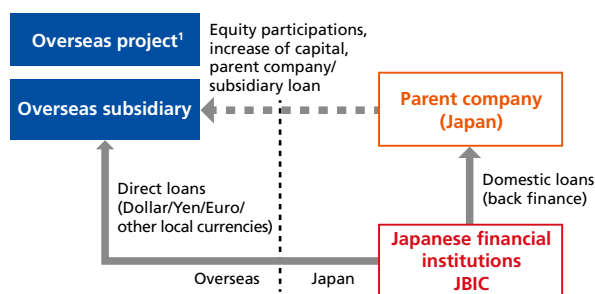 Overseas project¹
Overseas subsidiary
Equity participations,
increase of capital,
parent company/
subsidiary loan
Parent company
(Japan)
Direct loans
(Dollar/Yen/Euro/
other local currencies)
Domestic loans
(back finance)
Japanese financial
institutions
JBIC
Overseas
Japan